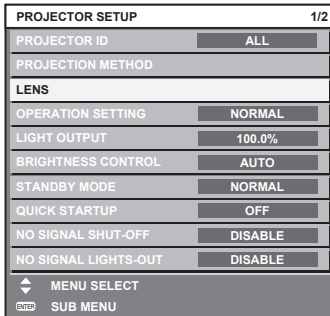 PROJECTOR SETUP 1/2
PROJECTOR ID ALL
PROJECTION METHOD
LENS
OPERATION SETTING NORMAL
LIGHT OUTPUT 100.0%
BRIGHTNESS CONTROL AUTO
STANDBY MODE NORMAL
QUICK STARTUP OFF
NO SIGNAL SHUT-OFF DISABLE
NO SIGNAL LIGHTS-OUT DISABLE
MENU SELECT
ENTER SUB MENU